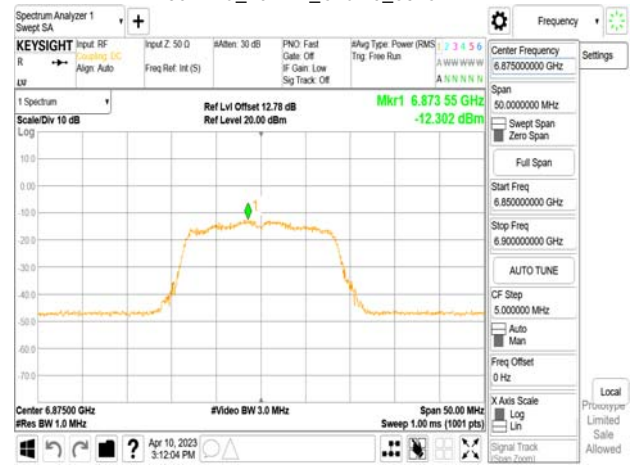 Spectrum Analyzer 1
Swept SA
+
Frequency
KEYSIGHT
Input: RF
Coupling: DC
Align: Auto
Input Z: 50 Ω
Freq Ref: Int (S)
#Atten: 30 dB
PNO: Fast
Gate: Off
IF Gain: Low
Sig Track: Off
#Avg Type: Power (RMS
Trig: Free Run
1 2 3 4 5 6
A W W W W W
A N N N N N
R
LXI
1 Spectrum
Scale/Div 10 dB
Ref Lvl Offset 12.78 dB
Ref Level 20.00 dBm
Mkr1 6.873 55 GHz
-12.302 dBm
Log
10.0
0.00
-10.0
-20.0
-30.0
-40.0
-50.0
-60.0
-70.0
1
Center 6.87500 GHz
#Res BW 1.0 MHz
#Video BW 3.0 MHz
Span 50.00 MHz
Sweep 1.00 ms (1001 pts)
Center Frequency
6.875000000 GHz
Settings
Span
50.0000000 MHz
Swept Span
Zero Span
Full Span
Start Freq
6.850000000 GHz
Stop Freq
6.900000000 GHz
AUTO TUNE
CF Step
5.000000 MHz
Auto
Man
Freq Offset
0 Hz
X Axis Scale
Log
Lin
Signal Track
(Span Zoom)
Local
Prototype
Limited
Sale
Allowed
?
Apr 10, 2023
3:12:04 PM